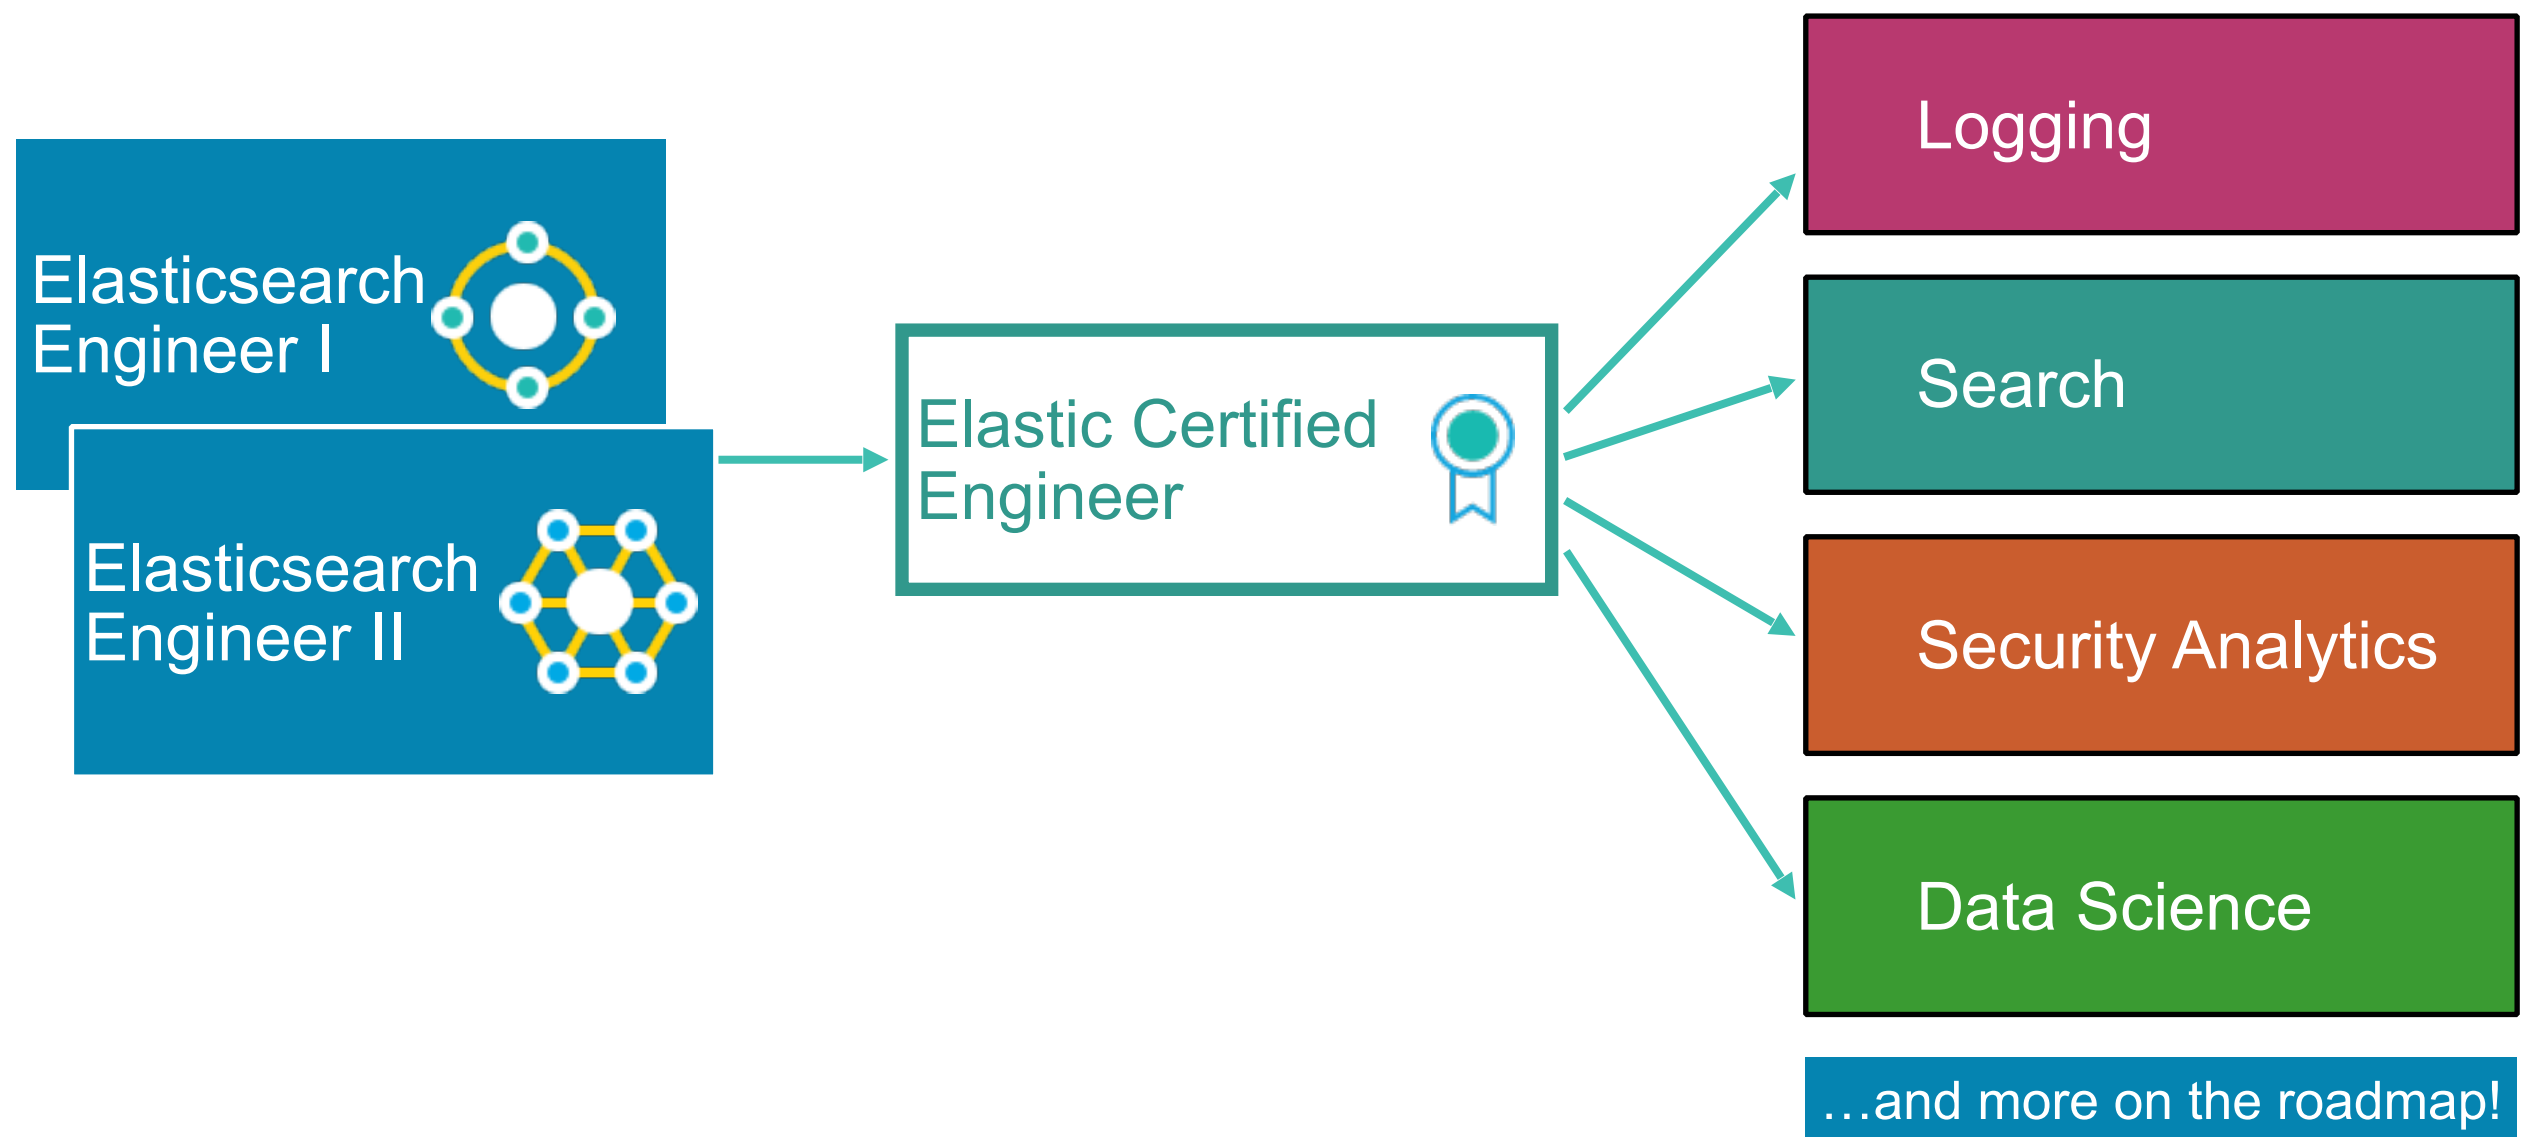 Elasticsearch
Engineer I
Elasticsearch
Engineer II
Elastic Certified
Engineer
Logging
Search
Security Analytics
Data Science
…and more on the roadmap!